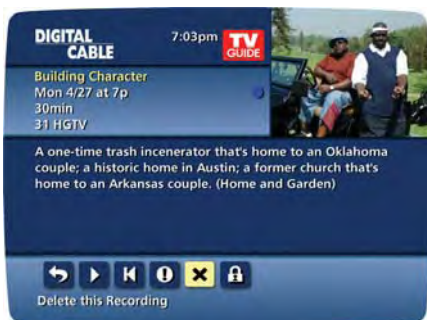 DIGITAL
CABLE
7:03pm
TV
GUIDE
Building Character
Mon 4/27 at 7p
30min
31 HGTV
A one-time trash incenerator that's home to an Oklahoma
couple; a historic home in Austin; a former church that's
home to an Arkansas couple. (Home and Garden)
Delete this Recording